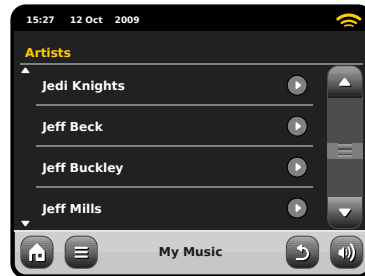 15:27 12 Oct 2009
Artists
Jedi Knights
Jeff Beck
Jeff Buckley
Jeff Mills
My Music